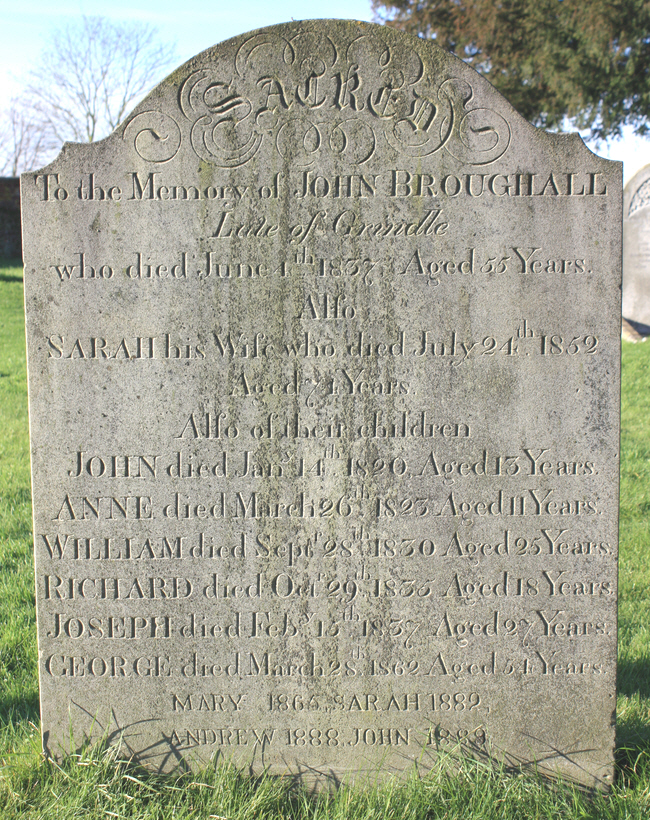 SACRED
To the Memory of JOHN BROUGHALL
Late of Grindle
who died June 4th 1837, Aged 55 Years.
Alſo
SARAH his Wife who died July 24th 1852
Aged 74 Years.
Alſo of their children
JOHN died Jany 14th 1820, Aged 13 Years.
ANNE died March 26th 1823 Aged 11 Years.
WILLIAM died Septr 28th 1830 Aged 25 Years.
RICHARD died Octr 29th 1835 Aged 18 Years.
JOSEPH died Feby 15th 1837 Aged 27 Years.
GEORGE died March 28th 1862 Aged 54 Years.
MARY 1865, SARAH 1882,
ANDREW 1888, JOHN 1889